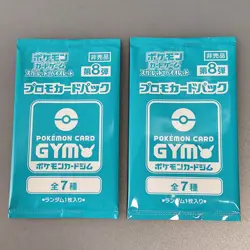 ポケモンカードゲーム
スカーレット&バイオレット
非売品
第8弾
プロモカードパック
POKÉMON CARD
GYM
ポケモンカードジム
全7種
*ランダム1枚入り*
ポケモンカードゲーム
スカーレット&バイオレット
非売品
第8弾
プロモカードパック
POKÉMON CARD
GYM
ポケモンカードジム
全7種
*ランダム1枚入り*